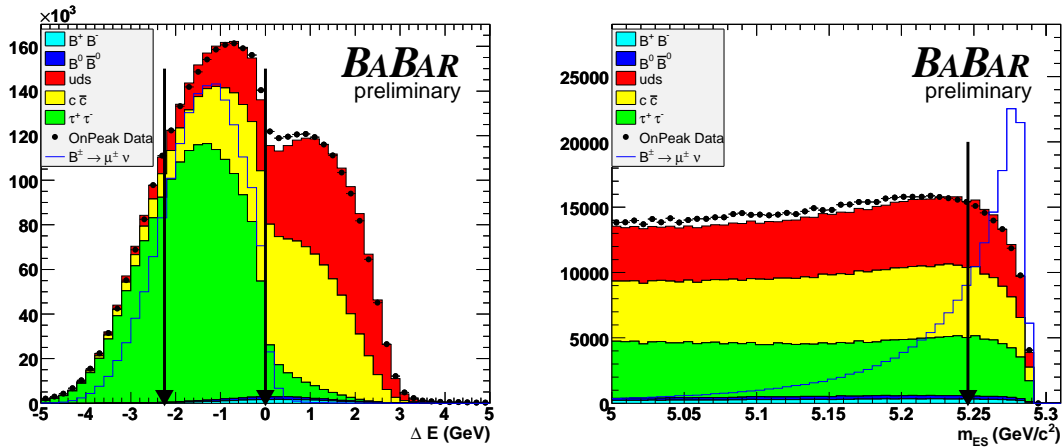 ×10³
160
140
120
100
80
60
40
20
0
B⁺ B⁻
B⁰ B̅⁰
uds
c c̅
τ⁺ τ⁻
OnPeak Data
B± → μ± ν
BABAR
preliminary
-5 -4 -3 -2 -1 0 1 2 3 4 5
Δ E (GeV)
25000
20000
15000
10000
5000
0
B⁺ B⁻
B⁰ B̅⁰
uds
c c̅
τ⁺ τ⁻
OnPeak Data
B± → μ± ν
BABAR
preliminary
5 5.05 5.1 5.15 5.2 5.25 5.3
m_ES (GeV/c²)